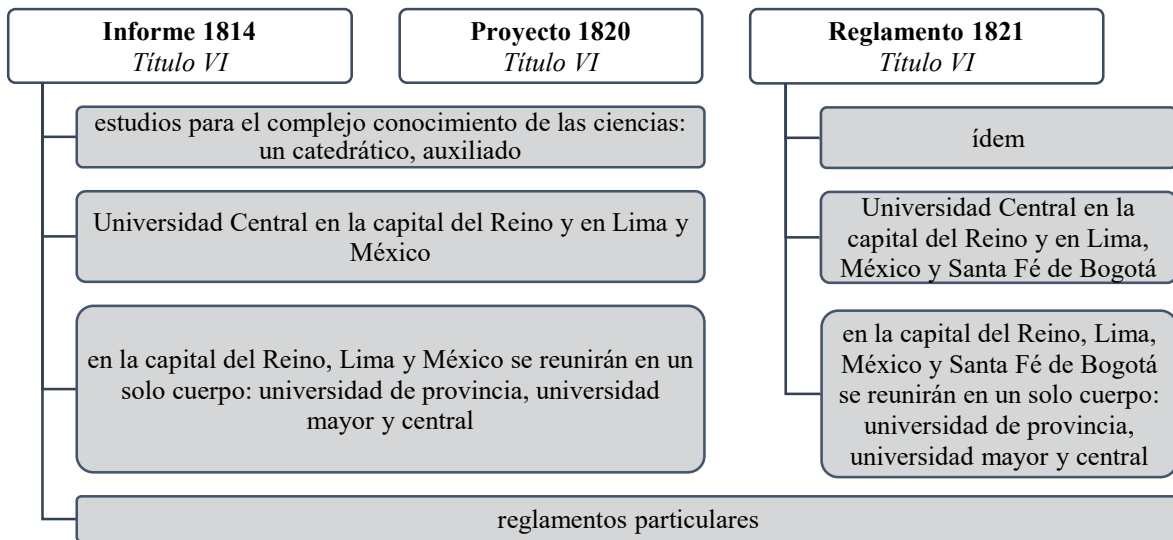 Informe 1814
Título VI
Proyecto 1820
Título VI
Reglamento 1821
Título VI
estudios para el complejo conocimiento de las ciencias:
un catedrático, auxiliado
ídem
Universidad Central en la capital del Reino y en Lima y
México
Universidad Central en la
capital del Reino y en Lima,
México y Santa Fé de Bogotá
en la capital del Reino, Lima y México se reunirán en un
solo cuerpo: universidad de provincia, universidad
mayor y central
en la capital del Reino, Lima,
México y Santa Fé de Bogotá
se reunirán en un solo cuerpo:
universidad de provincia,
universidad mayor y central
reglamentos particulares